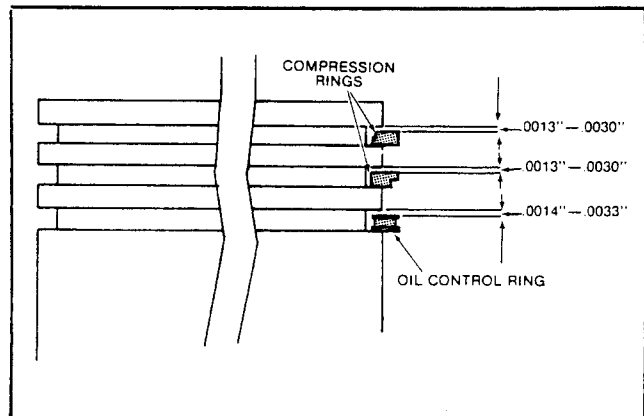 COMPRESSION
RINGS
.0013"—.0030"
.0013"—.0030"
.0014"—.0033"
OIL CONTROL RING